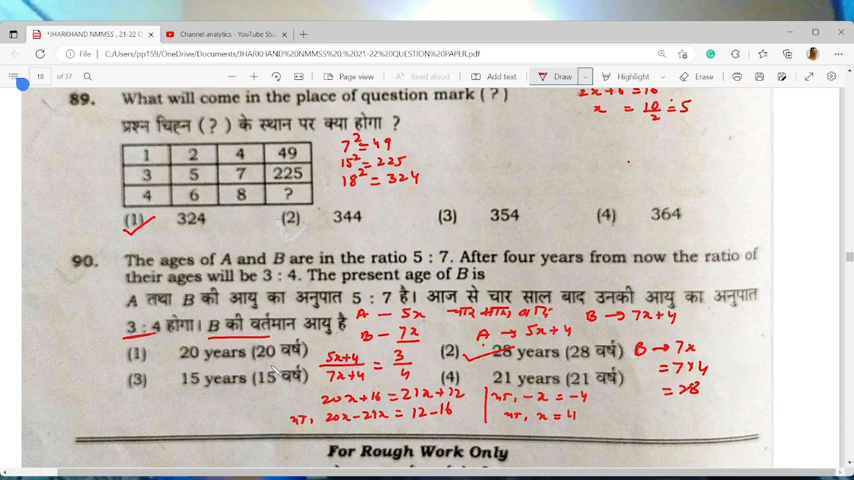 *JHARKHAND NMMSS , 21-22 Q
Channel analytics - YouTube Stu
File
C:/Users/pp159/OneDrive/Documents/JHARKHAND%20NMMSS%20,%2021-22%20QUESTION%20PAPER.pdf
18 of 37
Page view
Read aloud
Add text
Draw
Highlight
Erase
2x+6 = 16
x = 10/2 = 5
89. What will come in the place of question mark ( ? )
प्रश्न चिह्न ( ? ) के स्थान पर क्या होगा ?
1 2 4 49
3 5 7 225
4 6 8 ?
7² = 49
15² = 225
18² = 324
(1) 324 (2) 344 (3) 354 (4) 364
90. The ages of A and B are in the ratio 5 : 7. After four years from now the ratio of
their ages will be 3 : 4. The present age of B is
A तथा B की आयु का अनुपात 5 : 7 है। आज से चार साल बाद उनकी आयु का अनुपात
3 : 4 होगा। B की वर्तमान आयु है
A - 5x
B - 7x
चार साल बाद
A → 5x+4
B → 7x+4
(1) 20 years (20 वर्ष) (2) 28 years (28 वर्ष)
(3) 15 years (15 वर्ष) (4) 21 years (21 वर्ष)
5x+4/7x+4 = 3/4
20x+16 = 21x+12
या, 20x-21x = 12-16
या, -x = -4
या, x = 4
B → 7x
= 7×4
= 28
For Rough Work Only